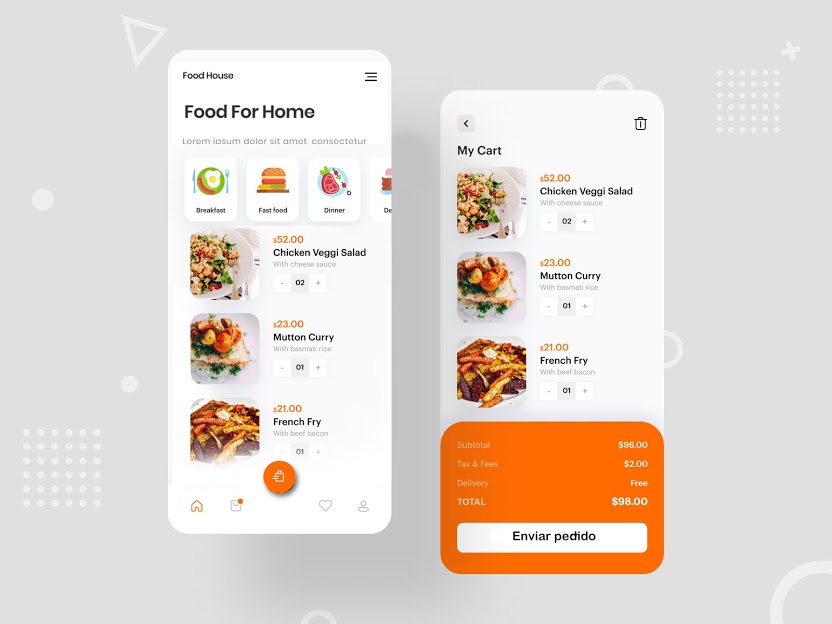 Food House
Food For Home
Lorem ipsum dolor sit amet, consectetur
Breakfast
Fast food
Dinner
De
$52.00
Chicken Veggi Salad
With cheese sauce
- 02 +
$23.00
Mutton Curry
With basmati rice
- 01 +
$21.00
French Fry
With beef bacon
- 01 +
My Cart
$52.00
Chicken Veggi Salad
With cheese sauce
- 02 +
$23.00
Mutton Curry
With basmati rice
- 01 +
$21.00
French Fry
With beef bacon
- 01 +
Subtotal $96.00
Tax & Fees $2.00
Delivery Free
TOTAL $98.00
Enviar pedido